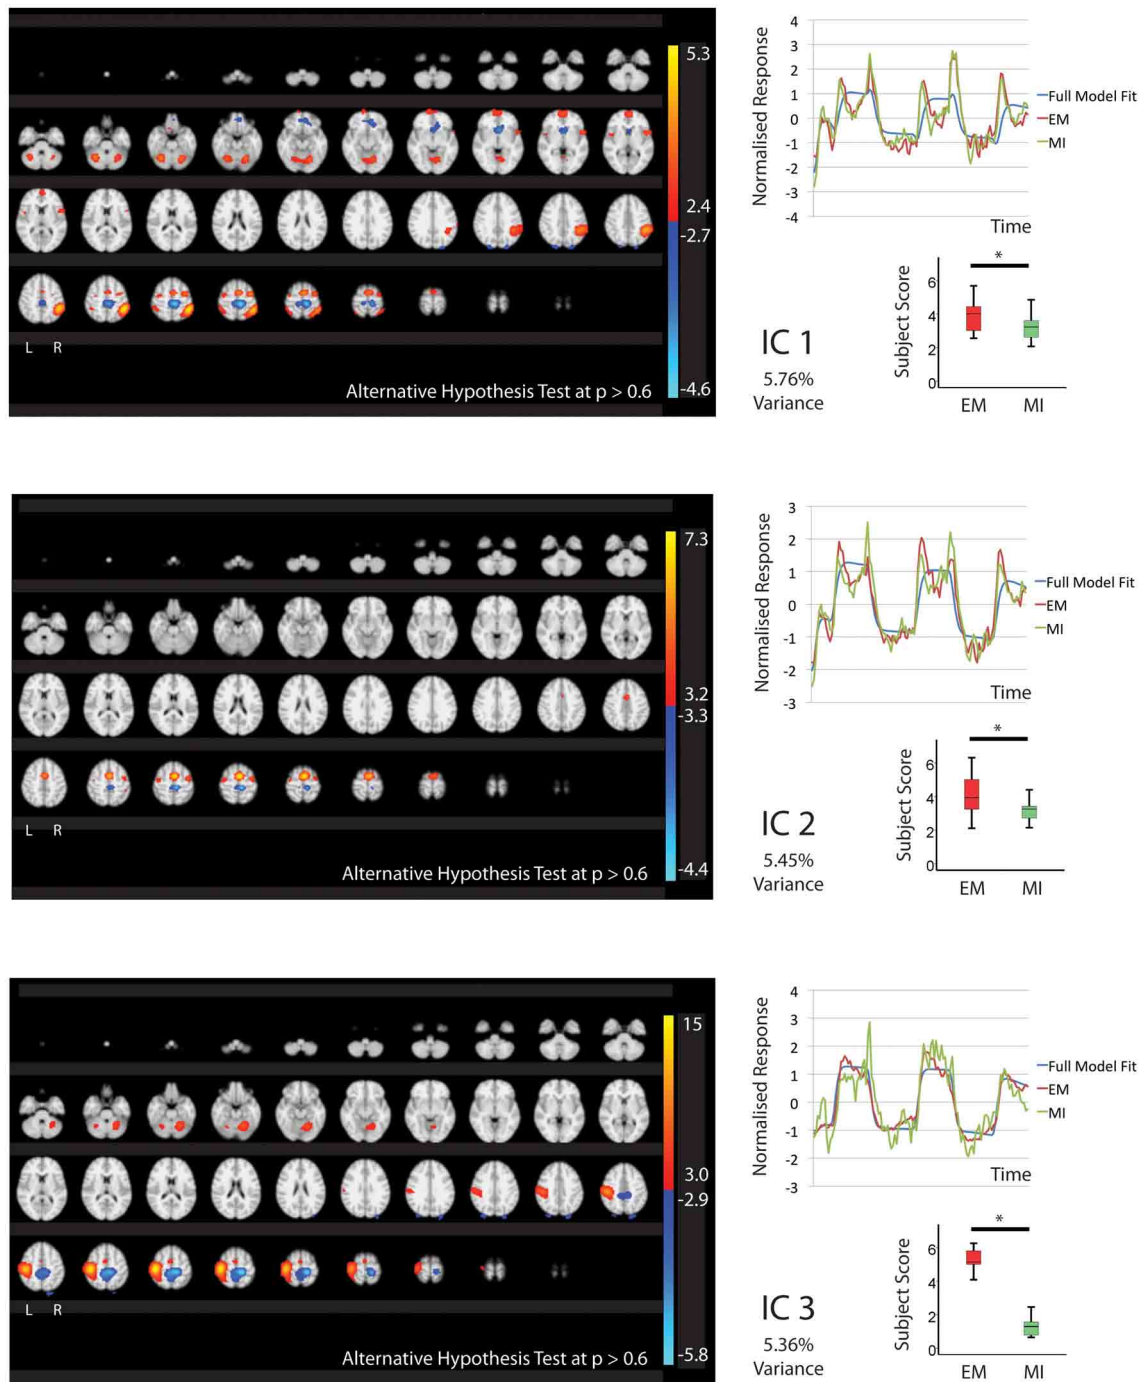 5.3
2.4
-2.7
-4.6
L R
Alternative Hypothesis Test at p > 0.6
Normalised Response
4
3
2
1
0
-1
-2
-3
-4
Time
Full Model Fit
EM
MI
IC 1
5.76%
Variance
Subject Score
6
4
2
0
*
EM MI
7.3
3.2
-3.3
-4.4
L R
Alternative Hypothesis Test at p > 0.6
Normalised Response
3
2
1
0
-1
-2
-3
Time
Full Model Fit
EM
MI
IC 2
5.45%
Variance
Subject Score
6
4
2
0
*
EM MI
15
3.0
-2.9
-5.8
L R
Alternative Hypothesis Test at p > 0.6
Normalised Response
4
3
2
1
0
-1
-2
-3
Time
Full Model Fit
EM
MI
IC 3
5.36%
Variance
Subject Score
6
4
2
0
*
EM MI